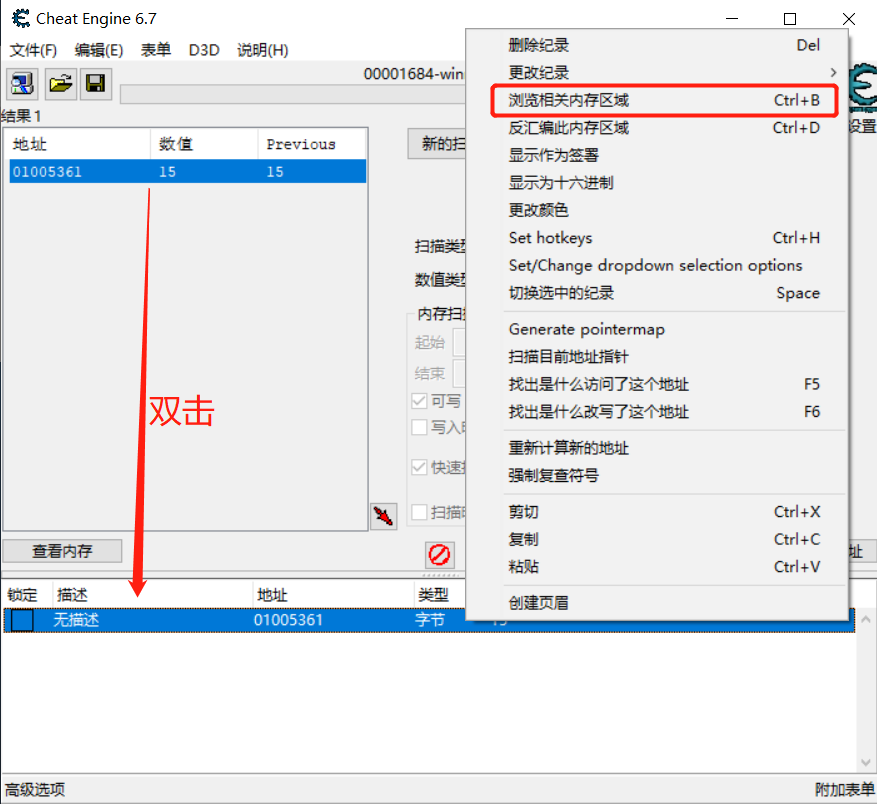 Cheat Engine 6.7
文件(F) 编辑(E) 表单 D3D 说明(H)
00001684-win
结果 1
地址 数值 Previous
01005361 15 15
新的扫
扫描类型
数值类型
内存扫
起始
结束
可写
写入
快速
扫描
设置
双击
删除纪录 Del
更改纪录
浏览相关内存区域 Ctrl+B
反汇编此内存区域 Ctrl+D
显示作为签署
显示为十六进制
更改颜色
Set hotkeys Ctrl+H
Set/Change dropdown selection options
切换选中的纪录 Space
Generate pointermap
扫描目前地址指针
找出是什么访问了这个地址 F5
找出是什么改写了这个地址 F6
重新计算新的地址
强制复查符号
剪切 Ctrl+X
复制 Ctrl+C
粘贴 Ctrl+V
创建页眉
查看内存
址
锁定 描述 地址 类型
无描述 01005361 字节
高级选项 附加表单